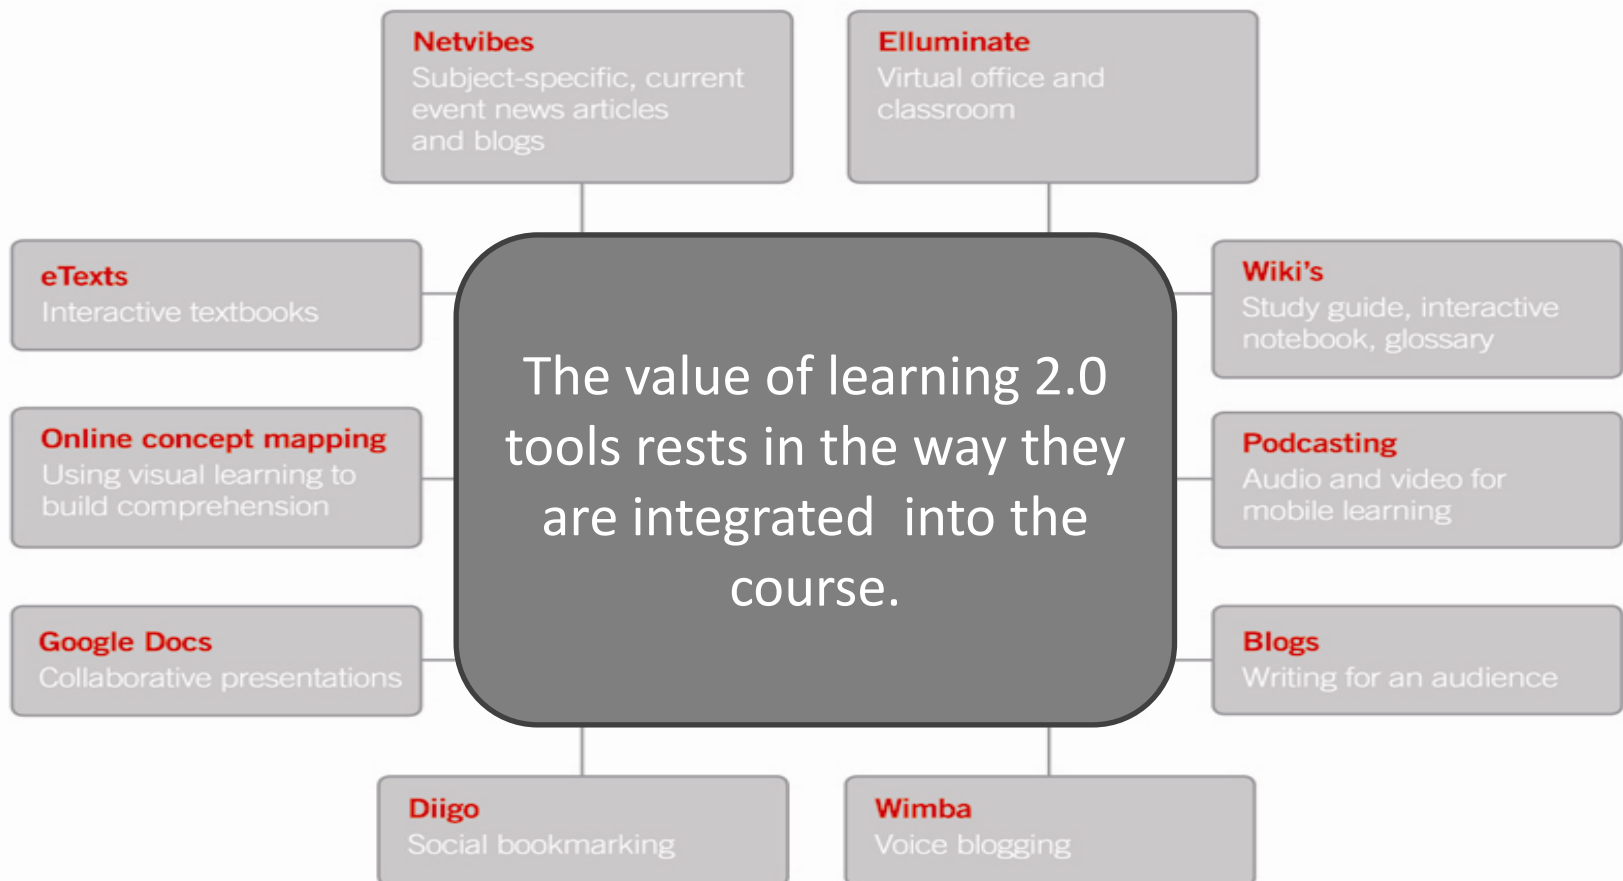 Netvibes
Subject-specific, current
event news articles
and blogs
Elluminate
Virtual office and
classroom
eTexts
Interactive textbooks
Online concept mapping
Using visual learning to
build comprehension
Google Docs
Collaborative presentations
The value of learning 2.0
tools rests in the way they
are integrated  into the
course.
Wiki's
Study guide, interactive
notebook, glossary
Podcasting
Audio and video for
mobile learning
Blogs
Writing for an audience
Diigo
Social bookmarking
Wimba
Voice blogging